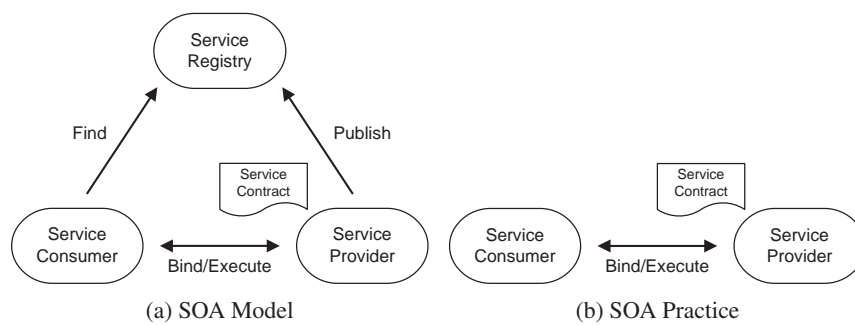 Service
Registry
Find
Publish
Service
Contract
Service
Consumer
Bind/Execute
Service
Provider
(a) SOA Model
Service
Contract
Service
Consumer
Bind/Execute
Service
Provider
(b) SOA Practice